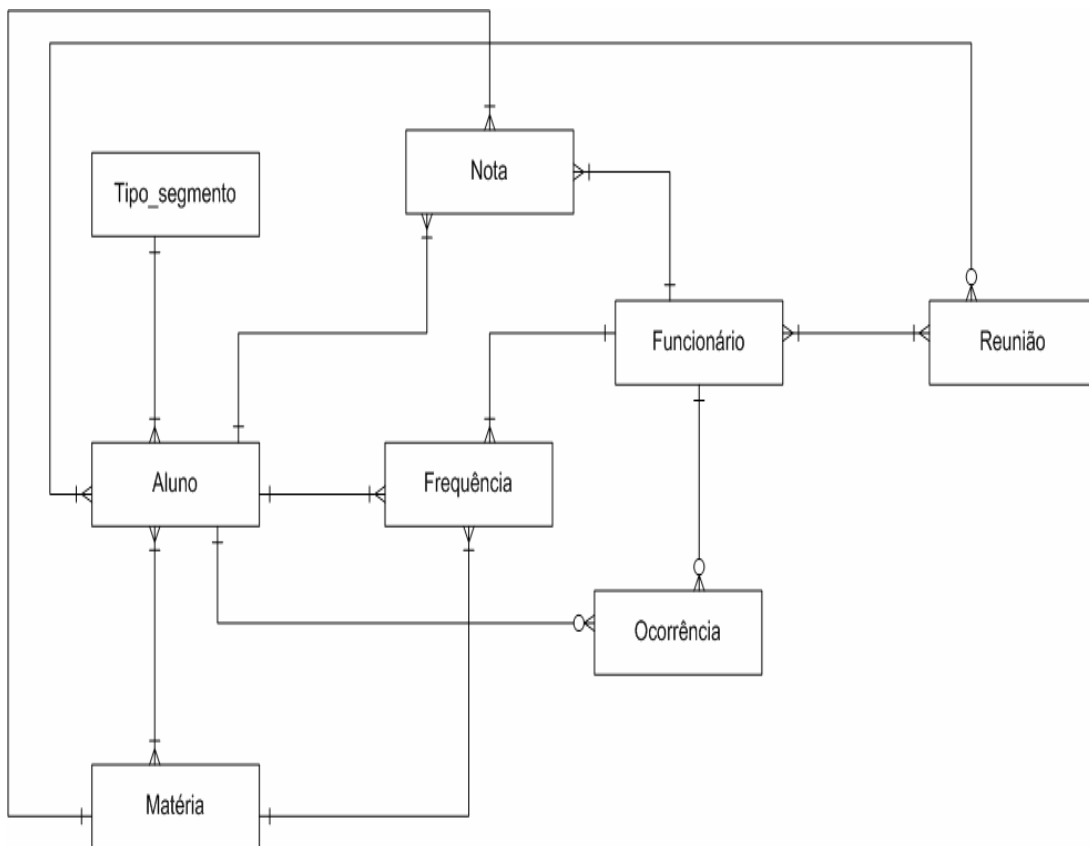 Nota
Tipo_segmento
Funcionário
Reunião
Aluno
Frequência
Ocorrência
Matéria